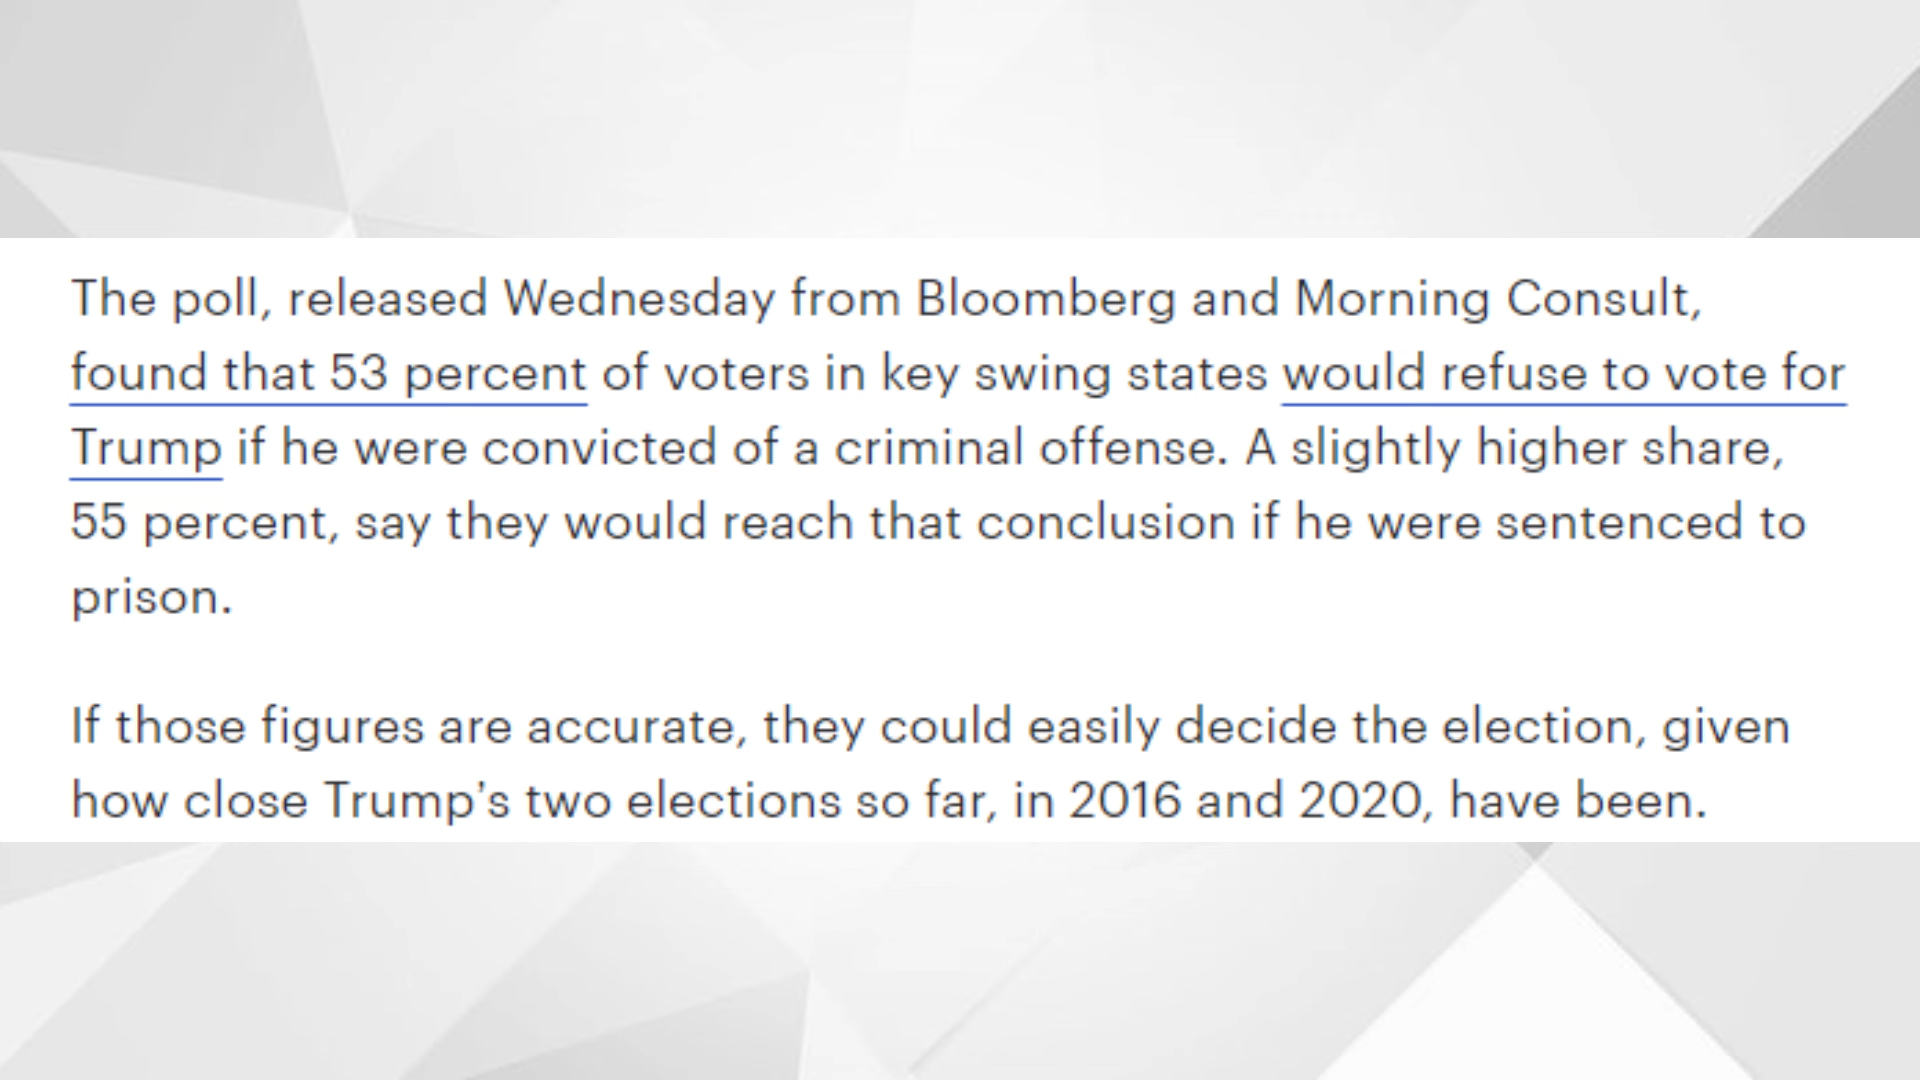 The poll, released Wednesday from Bloomberg and Morning Consult,
found that 53 percent of voters in key swing states would refuse to vote for
Trump if he were convicted of a criminal offense. A slightly higher share,
55 percent, say they would reach that conclusion if he were sentenced to
prison.
If those figures are accurate, they could easily decide the election, given
how close Trump's two elections so far, in 2016 and 2020, have been.